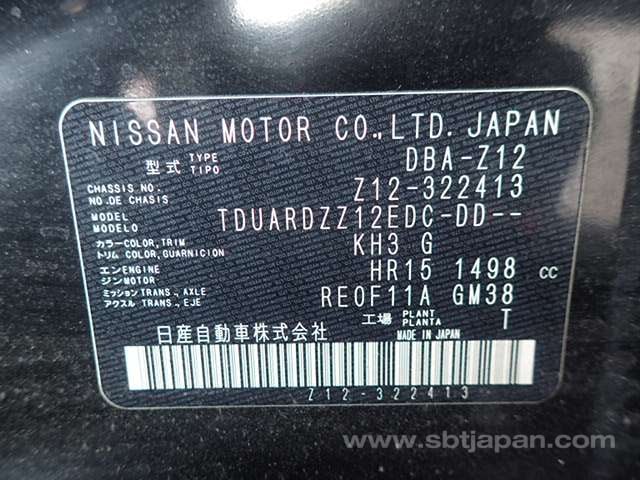 NISSAN MOTOR CO.,LTD. JAPAN
型式 TYPE TIPO DBA-Z12
CHASSIS NO. NO.DE CHASIS Z12-322413
MODEL MODELO TDUARDZZ12EDC-DD--
カラー COLOR,TRIM トリム COLOR,GUARNICION KH3 G
エンジン ENGINE MOTOR HR15 1498 cc
ミッション TRANS., AXLE アクスル TRANS., EJE RE0F11A GM38
工場 PLANT PLANTA T
日産自動車株式会社 MADE IN JAPAN
Z12-322413
www.sbtjapan.com